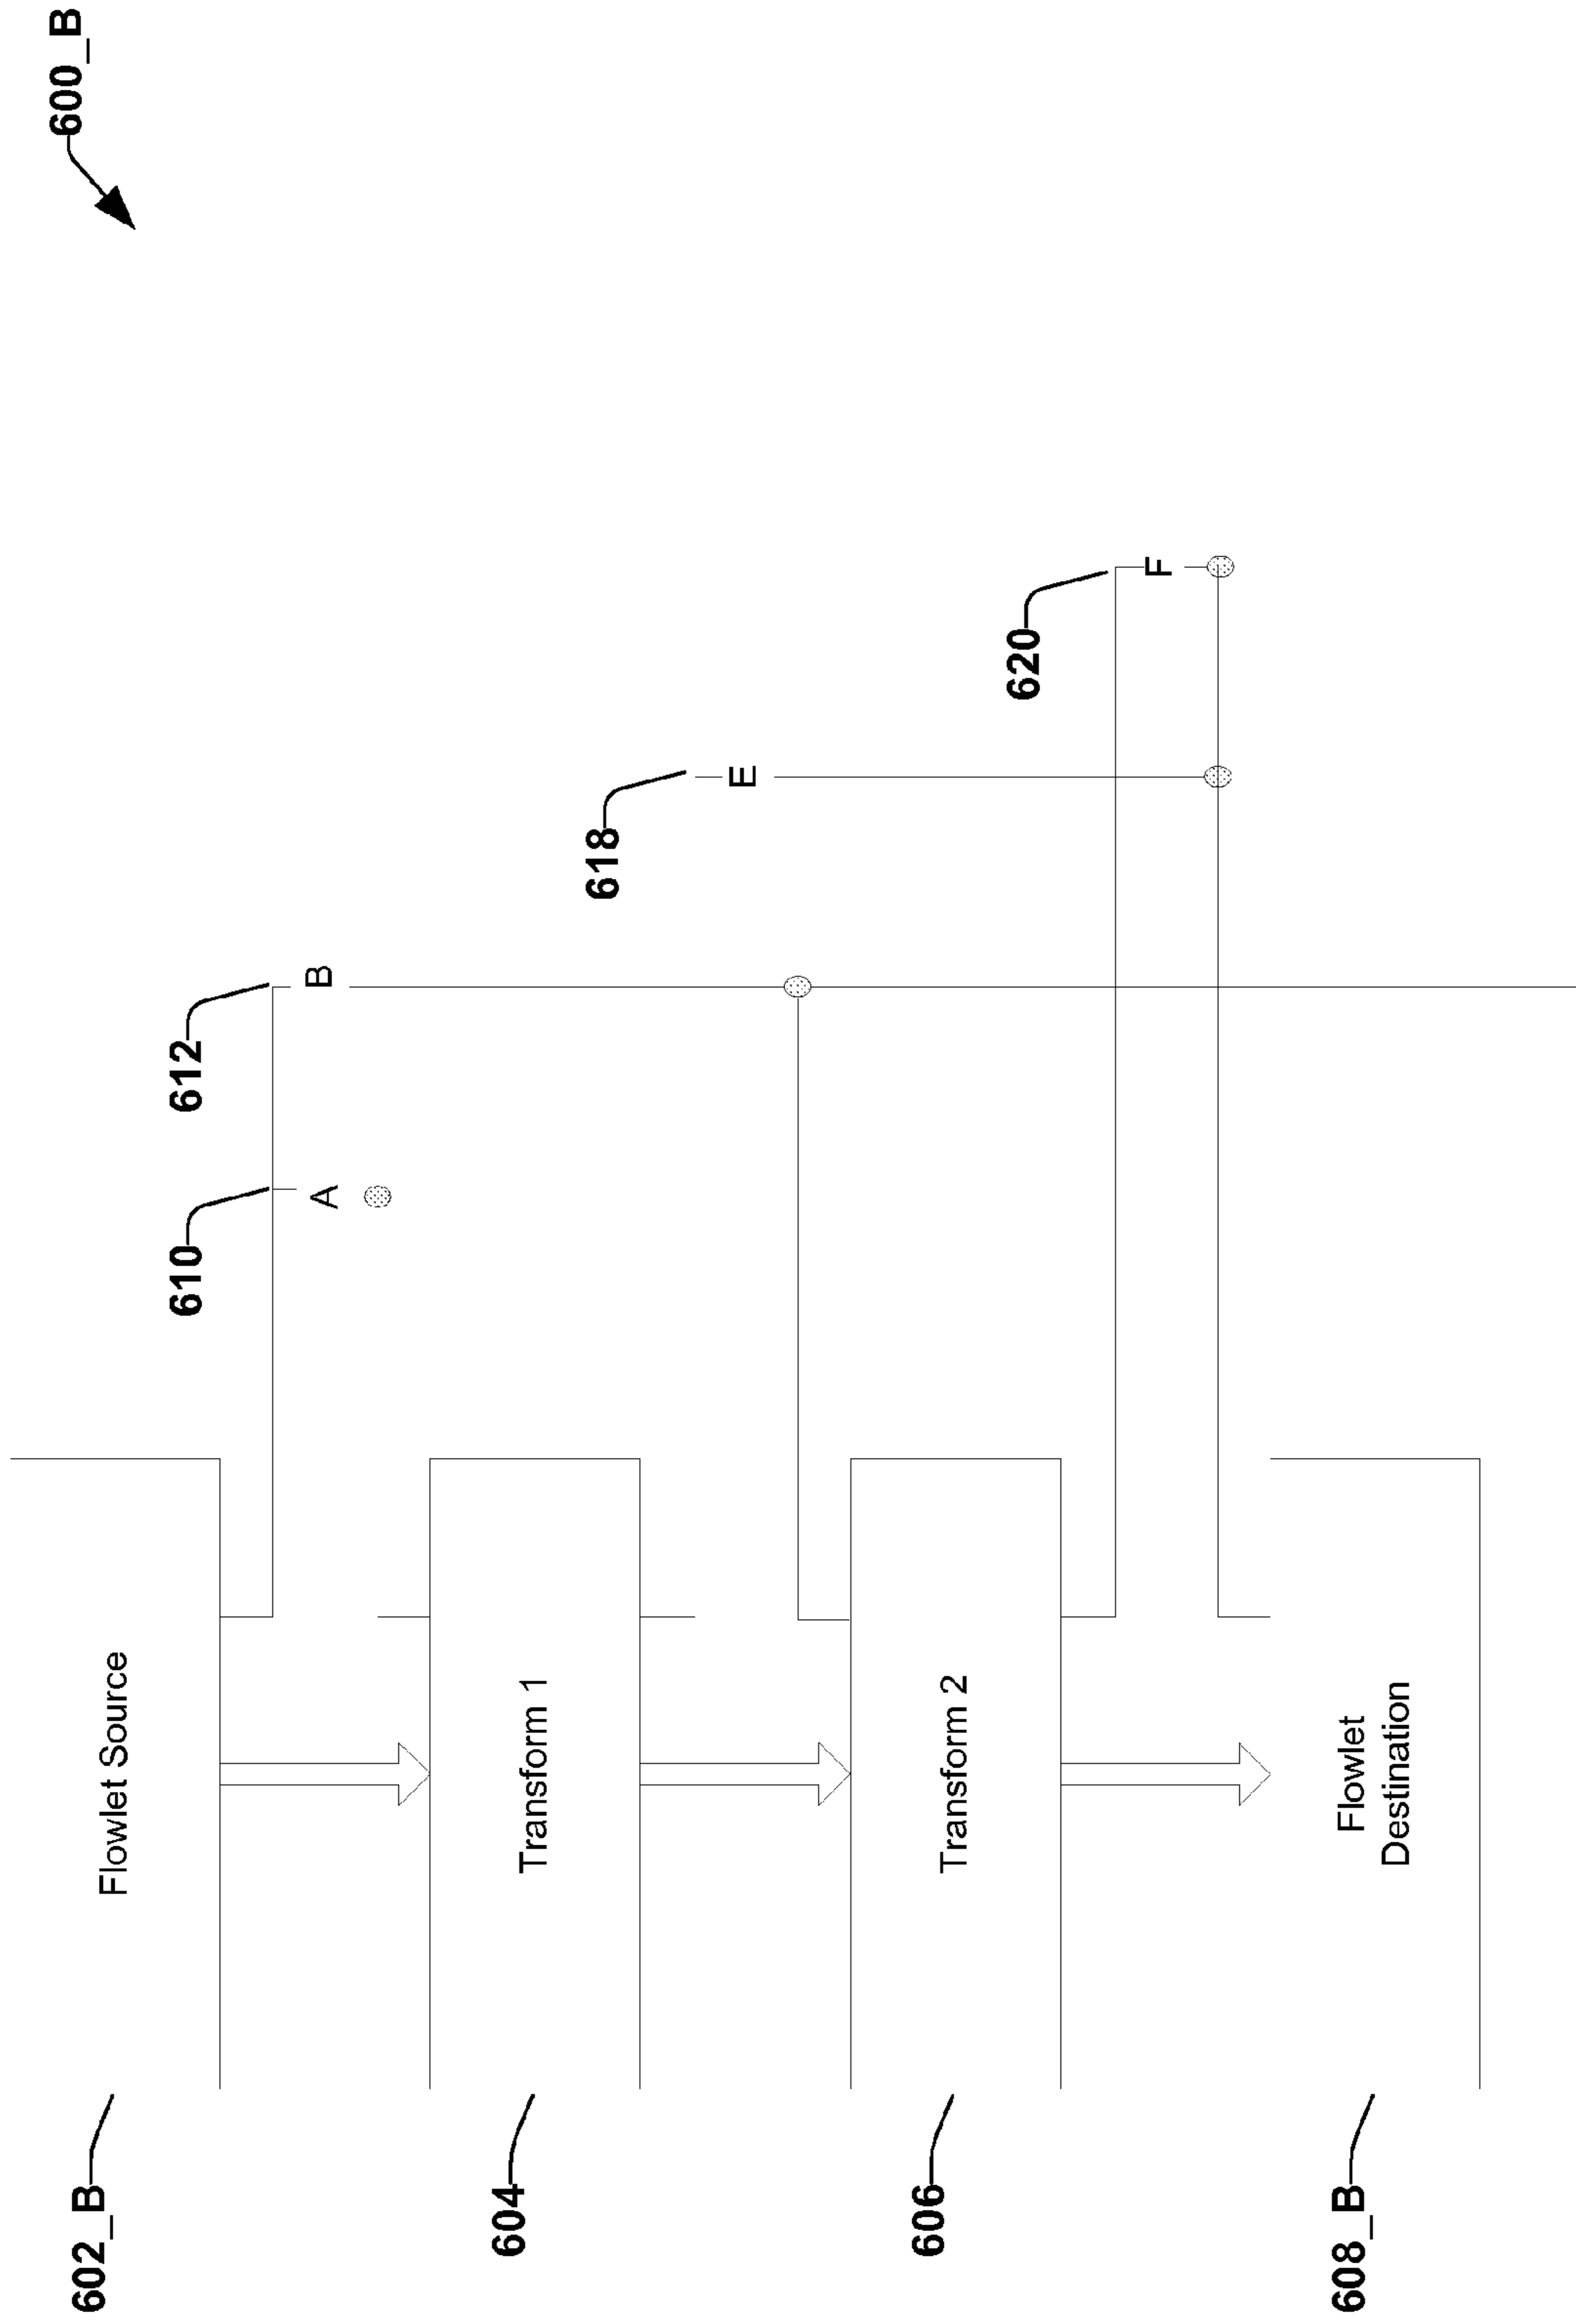 600_B
602_B
Flowlet Source
610
A
612
B
604
Transform 1
618
E
606
Transform 2
620
F
608_B
Flowlet
Destination